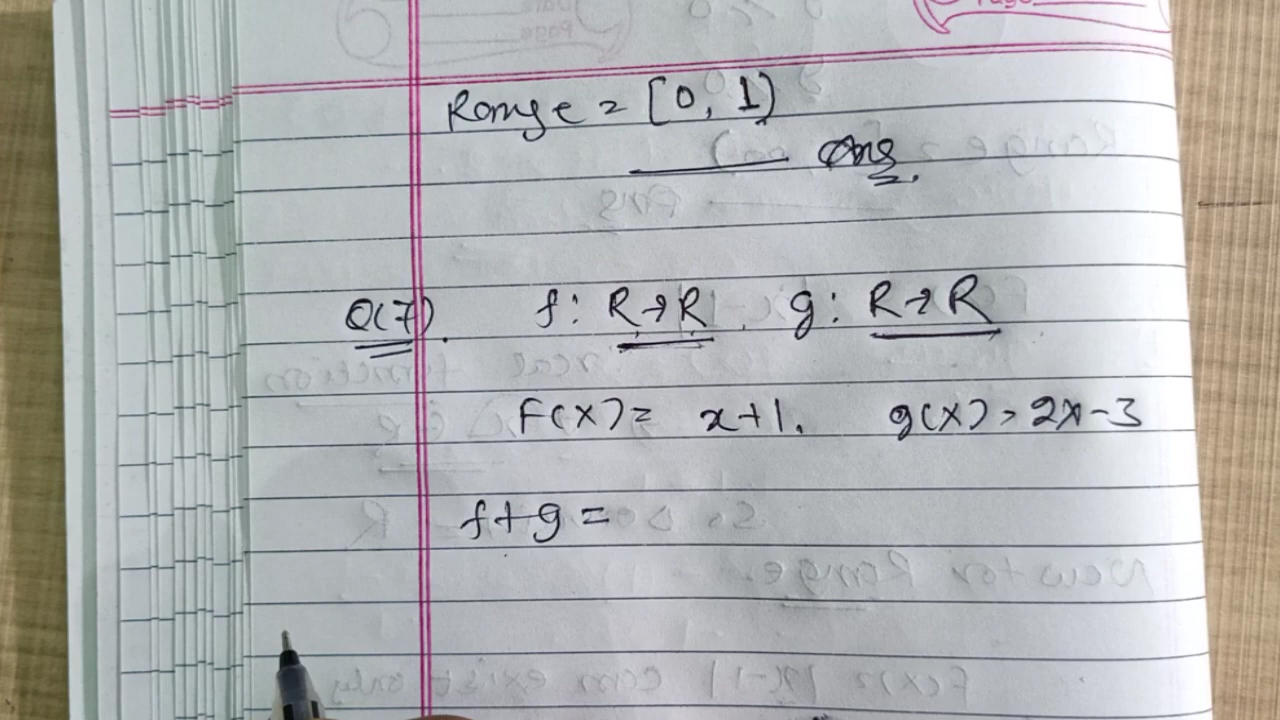 Range = [0, 1)
Ans
Q(7). f: R→R, g: R→R
F(x) = x+1. g(x) = 2x-3
f+g =